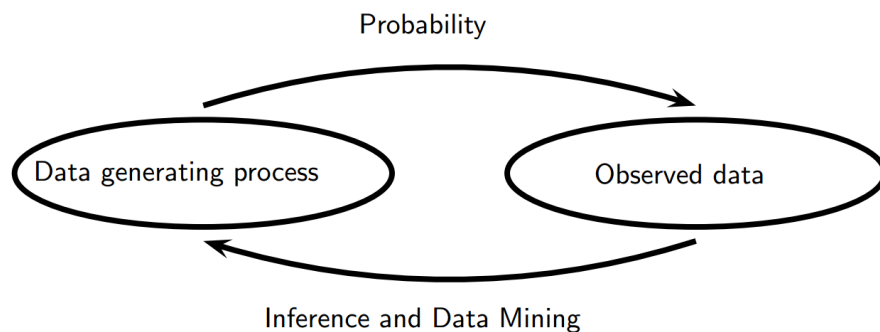 Probability
Data generating process
Observed data
Inference and Data Mining